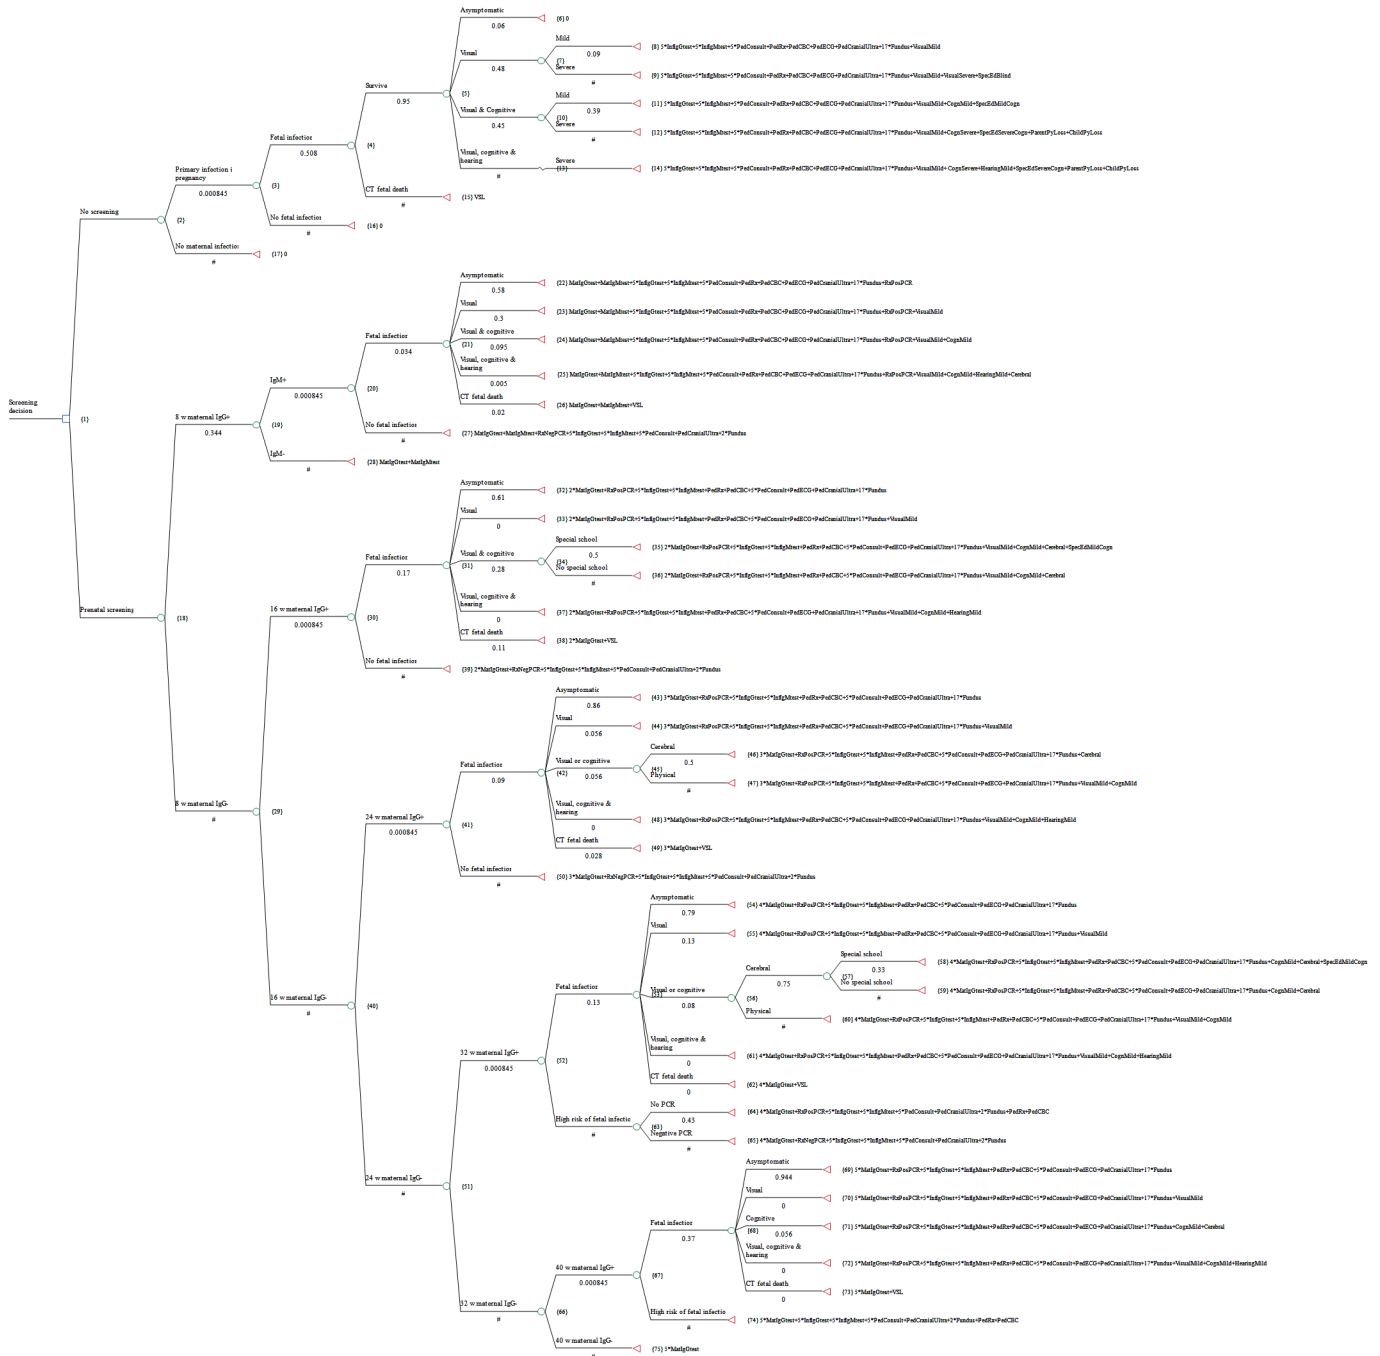 Asymptomatic
0.06
{6} 0
Visual
0.48
{7}
Mild
0.09
{8} 5*InfIgGtest+5*InfIgMtest+5*PedConsult+PedRx+PedCBC+PedECG+PedCranialUltra+17*Fundus+VisualMild
Severe
#
{9} 5*InfIgGtest+5*InfIgMtest+5*PedConsult+PedRx+PedCBC+PedECG+PedCranialUltra+17*Fundus+VisualMild+VisualSevere+SpecEdBlind
Survive
0.95
{5}
Visual & Cognitive
0.45
{10}
Mild
0.39
{11} 5*InfIgGtest+5*InfIgMtest+5*PedConsult+PedRx+PedCBC+PedECG+PedCranialUltra+17*Fundus+VisualMild+CognMild+SpecEdMildCogn
Severe
#
{12} 5*InfIgGtest+5*InfIgMtest+5*PedConsult+PedRx+PedCBC+PedECG+PedCranialUltra+17*Fundus+VisualMild+CognSevere+SpecEdSevereCogn+ParentPyLoss+ChildPyLoss
Fetal infection
0.508
{4}
Visual, cognitive &
hearing
#
{13}
Severe
{14} 5*InfIgGtest+5*InfIgMtest+5*PedConsult+PedRx+PedCBC+PedECG+PedCranialUltra+17*Fundus+VisualMild+CognSevere+HearingMild+SpecEdSevereCogn+ParentPyLoss+ChildPyLoss
Primary infection i
pregnancy
0.000845
{3}
CT fetal death
#
{15} VSL
No screening
{2}
No fetal infection
#
{16} 0
No maternal infection
#
{17} 0
Asymptomatic
0.58
{22} MatIgGtest+MatIgMtest+5*InfIgGtest+5*InfIgMtest+5*PedConsult+PedRx+PedCBC+PedECG+PedCranialUltra+17*Fundus+RxPosPCR
Visual
0.3
{23} MatIgGtest+MatIgMtest+5*InfIgGtest+5*InfIgMtest+5*PedConsult+PedRx+PedCBC+PedECG+PedCranialUltra+17*Fundus+RxPosPCR+VisualMild
Fetal infection
0.034
{21}
Visual & cognitive
0.095
{24} MatIgGtest+MatIgMtest+5*InfIgGtest+5*InfIgMtest+5*PedConsult+PedRx+PedCBC+PedECG+PedCranialUltra+17*Fundus+RxPosPCR+VisualMild+CognMild
Visual, cognitive &
hearing
0.005
{25} MatIgGtest+MatIgMtest+5*InfIgGtest+5*InfIgMtest+5*PedConsult+PedRx+PedCBC+PedECG+PedCranialUltra+17*Fundus+RxPosPCR+VisualMild+CognMild+HearingMild+Cerebral
IgM+
0.000845
{20}
CT fetal death
0.02
{26} MatIgGtest+MatIgMtest+VSL
Screening
decision
{1}
8 w maternal IgG+
0.344
{19}
No fetal infection
#
{27} MatIgGtest+MatIgMtest+RxNegPCR+5*InfIgGtest+5*InfIgMtest+5*PedConsult+PedCranialUltra+2*Fundus
IgM-
#
{28} MatIgGtest+MatIgMtest
Asymptomatic
0.61
{32} 2*MatIgGtest+RxPosPCR+5*InfIgGtest+5*InfIgMtest+PedRx+PedCBC+5*PedConsult+PedECG+PedCranialUltra+17*Fundus
Visual
0
{33} 2*MatIgGtest+RxPosPCR+5*InfIgGtest+5*InfIgMtest+PedRx+PedCBC+5*PedConsult+PedECG+PedCranialUltra+17*Fundus+VisualMild
Fetal infection
0.17
{31}
Visual & cognitive
0.28
{34}
Special school
0.5
{35} 2*MatIgGtest+RxPosPCR+5*InfIgGtest+5*InfIgMtest+PedRx+PedCBC+5*PedConsult+PedECG+PedCranialUltra+17*Fundus+VisualMild+CognMild+Cerebral+SpecEdMildCogn
No special school
#
{36} 2*MatIgGtest+RxPosPCR+5*InfIgGtest+5*InfIgMtest+PedRx+PedCBC+5*PedConsult+PedECG+PedCranialUltra+17*Fundus+VisualMild+CognMild+Cerebral
Visual, cognitive &
hearing
0
{37} 2*MatIgGtest+RxPosPCR+5*InfIgGtest+5*InfIgMtest+PedRx+PedCBC+5*PedConsult+PedECG+PedCranialUltra+17*Fundus+VisualMild+CognMild+HearingMild
Prenatal screening
{18}
16 w maternal IgG+
0.000845
{30}
CT fetal death
0.11
{38} 2*MatIgGtest+VSL
No fetal infection
#
{39} 2*MatIgGtest+RxNegPCR+5*InfIgGtest+5*InfIgMtest+5*PedConsult+PedCranialUltra+2*Fundus
Asymptomatic
0.86
{43} 3*MatIgGtest+RxPosPCR+5*InfIgGtest+5*InfIgMtest+PedRx+PedCBC+5*PedConsult+PedECG+PedCranialUltra+17*Fundus
Visual
0.056
{44} 3*MatIgGtest+RxPosPCR+5*InfIgGtest+5*InfIgMtest+PedRx+PedCBC+5*PedConsult+PedECG+PedCranialUltra+17*Fundus+VisualMild
Fetal infection
0.09
{42}
Visual or cognitive
0.056
{45}
Cerebral
0.5
{46} 3*MatIgGtest+RxPosPCR+5*InfIgGtest+5*InfIgMtest+PedRx+PedCBC+5*PedConsult+PedECG+PedCranialUltra+17*Fundus+Cerebral
Physical
#
{47} 3*MatIgGtest+RxPosPCR+5*InfIgGtest+5*InfIgMtest+PedRx+PedCBC+5*PedConsult+PedECG+PedCranialUltra+17*Fundus+VisualMild+CognMild
8 w maternal IgG-
#
{29}
Visual, cognitive &
hearing
0
{48} 3*MatIgGtest+RxPosPCR+5*InfIgGtest+5*InfIgMtest+PedRx+PedCBC+5*PedConsult+PedECG+PedCranialUltra+17*Fundus+VisualMild+CognMild+HearingMild
24 w maternal IgG+
0.000845
{41}
CT fetal death
0.028
{49} 3*MatIgGtest+VSL
No fetal infection
#
{50} 3*MatIgGtest+RxNegPCR+5*InfIgGtest+5*InfIgMtest+5*PedConsult+PedCranialUltra+2*Fundus
Asymptomatic
0.79
{54} 4*MatIgGtest+RxPosPCR+5*InfIgGtest+5*InfIgMtest+PedRx+PedCBC+5*PedConsult+PedECG+PedCranialUltra+17*Fundus
Visual
0.13
{55} 4*MatIgGtest+RxPosPCR+5*InfIgGtest+5*InfIgMtest+PedRx+PedCBC+5*PedConsult+PedECG+PedCranialUltra+17*Fundus+VisualMild
16 w maternal IgG-
#
{40}
Fetal infection
0.13
{53}
Visual or cognitive
0.08
{56}
Cerebral
0.75
{57}
Special school
0.33
{58} 4*MatIgGtest+RxPosPCR+5*InfIgGtest+5*InfIgMtest+PedRx+PedCBC+5*PedConsult+PedECG+PedCranialUltra+17*Fundus+CognMild+Cerebral+SpecEdMildCogn
No special school
#
{59} 4*MatIgGtest+RxPosPCR+5*InfIgGtest+5*InfIgMtest+PedRx+PedCBC+5*PedConsult+PedECG+PedCranialUltra+17*Fundus+CognMild+Cerebral
Physical
#
{60} 4*MatIgGtest+RxPosPCR+5*InfIgGtest+5*InfIgMtest+PedRx+PedCBC+5*PedConsult+PedECG+PedCranialUltra+17*Fundus+VisualMild+CognMild
Visual, cognitive &
hearing
0
{61} 4*MatIgGtest+RxPosPCR+5*InfIgGtest+5*InfIgMtest+PedRx+PedCBC+5*PedConsult+PedECG+PedCranialUltra+17*Fundus+VisualMild+CognMild+HearingMild
32 w maternal IgG+
0.000845
{52}
CT fetal death
0
{62} 4*MatIgGtest+VSL
High risk of fetal infectio
#
{63}
No PCR
0.43
{64} 4*MatIgGtest+RxPosPCR+5*InfIgGtest+5*InfIgMtest+5*PedConsult+PedCranialUltra+2*Fundus+PedRx+PedCBC
Negative PCR
#
{65} 4*MatIgGtest+RxNegPCR+5*InfIgGtest+5*InfIgMtest+5*PedConsult+PedCranialUltra+2*Fundus
24 w maternal IgG-
#
{51}
Asymptomatic
0.944
{69} 5*MatIgGtest+RxPosPCR+5*InfIgGtest+5*InfIgMtest+PedRx+PedCBC+5*PedConsult+PedECG+PedCranialUltra+17*Fundus
Visual
0
{70} 5*MatIgGtest+RxPosPCR+5*InfIgGtest+5*InfIgMtest+PedRx+PedCBC+5*PedConsult+PedECG+PedCranialUltra+17*Fundus+VisualMild
Fetal infection
0.37
{68}
Cognitive
0.056
{71} 5*MatIgGtest+RxPosPCR+5*InfIgGtest+5*InfIgMtest+PedRx+PedCBC+5*PedConsult+PedECG+PedCranialUltra+17*Fundus+CognMild+Cerebral
Visual, cognitive &
hearing
0
{72} 5*MatIgGtest+RxPosPCR+5*InfIgGtest+5*InfIgMtest+PedRx+PedCBC+5*PedConsult+PedECG+PedCranialUltra+17*Fundus+VisualMild+CognMild+HearingMild
40 w maternal IgG+
0.000845
{67}
CT fetal death
0
{73} 5*MatIgGtest+VSL
32 w maternal IgG-
#
{66}
High risk of fetal infectio
#
{74} 5*MatIgGtest+5*InfIgGtest+5*InfIgMtest+5*PedConsult+PedCranialUltra+2*Fundus+PedRx+PedCBC
40 w maternal IgG-
#
{75} 5*MatIgGtest